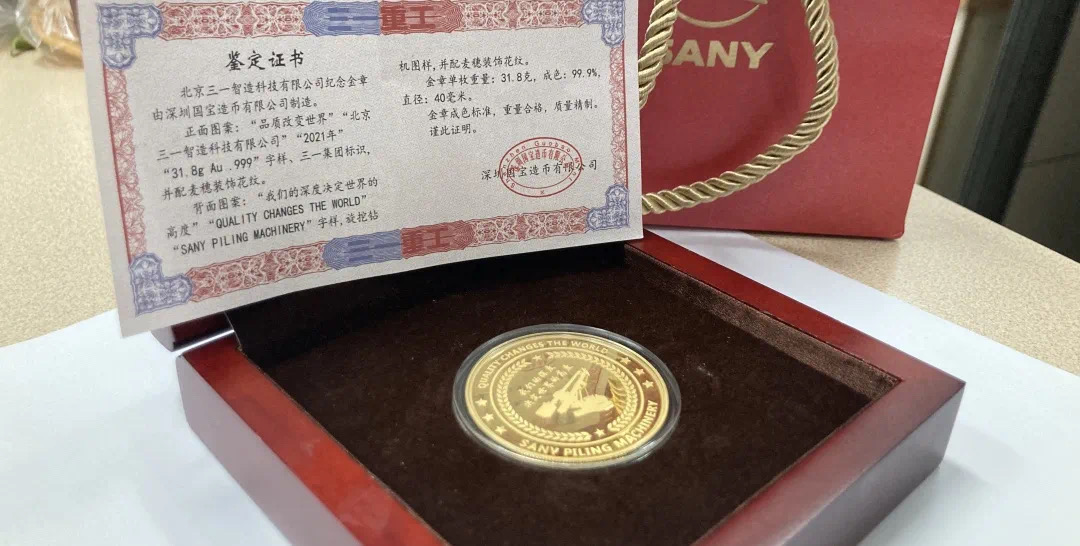 三一重工
鉴定证书
北京三一智造科技有限公司纪念金章
由深圳国宝造币有限公司制造。
正面图案：“品质改变世界”“北京
三一智造科技有限公司”“2021年”
“31.8g Au .999”字样，三一集团标识，
并配麦穗装饰花纹。
背面图案：“我们的深度决定世界的
高度”“QUALITY CHANGES THE WORLD”
“SANY PILING MACHINERY”字样，旋挖钻
机图样，并配麦穗装饰花纹。
金章单枚重量：31.8克，成色：99.9%，
直径：40毫米。
金章成色标准，重量合格，质量精制。
谨此证明。
深圳国宝造币有限公司
三一重工
SANY
QUALITY CHANGES THE WORLD
SANY PILING MACHINERY